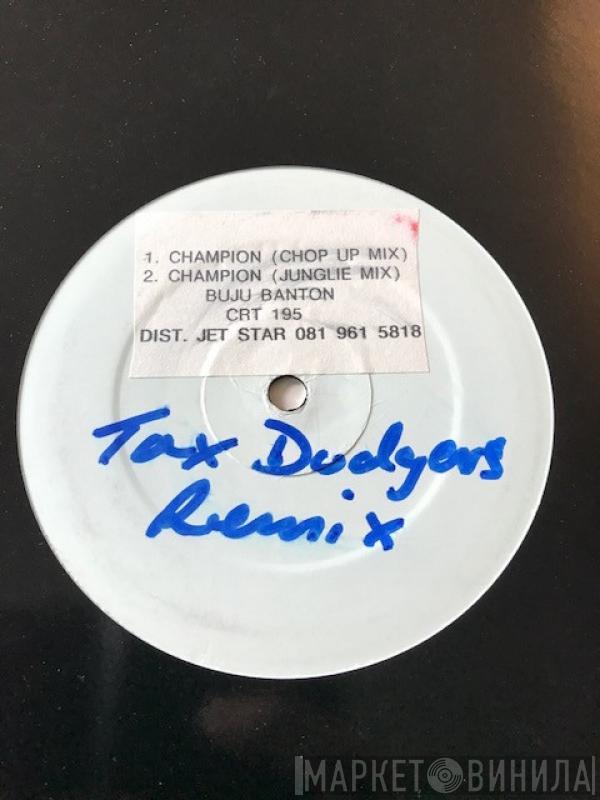 1. CHAMPION (CHOP UP MIX)
2. CHAMPION (JUNGLIE MIX)
BUJU BANTON
CRT 195
DIST. JET STAR 081 961 5818
Tax Dodgers
Remix
МАРКЕТ ВИНИЛА